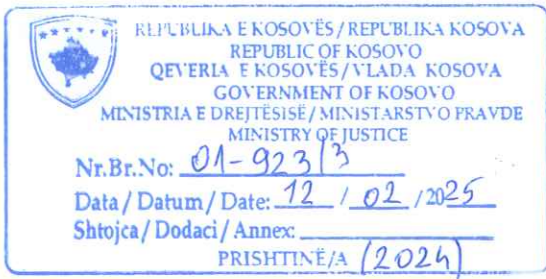 REPUBLIKA E KOSOVËS / REPUBLIKA KOSOVA
REPUBLIC OF KOSOVO
QEVERIA E KOSOVËS / VLADA KOSOVA
GOVERNMENT OF KOSOVO
MINISTRIA E DREJTËSISË / MINISTARSTVO PRAVDE
MINISTRY OF JUSTICE
Nr.Br.No: 01-923/3
Data / Datum / Date: 12 / 02 / 2025
Shtojca / Dodaci / Annex:
PRISHTINË/A (2024)